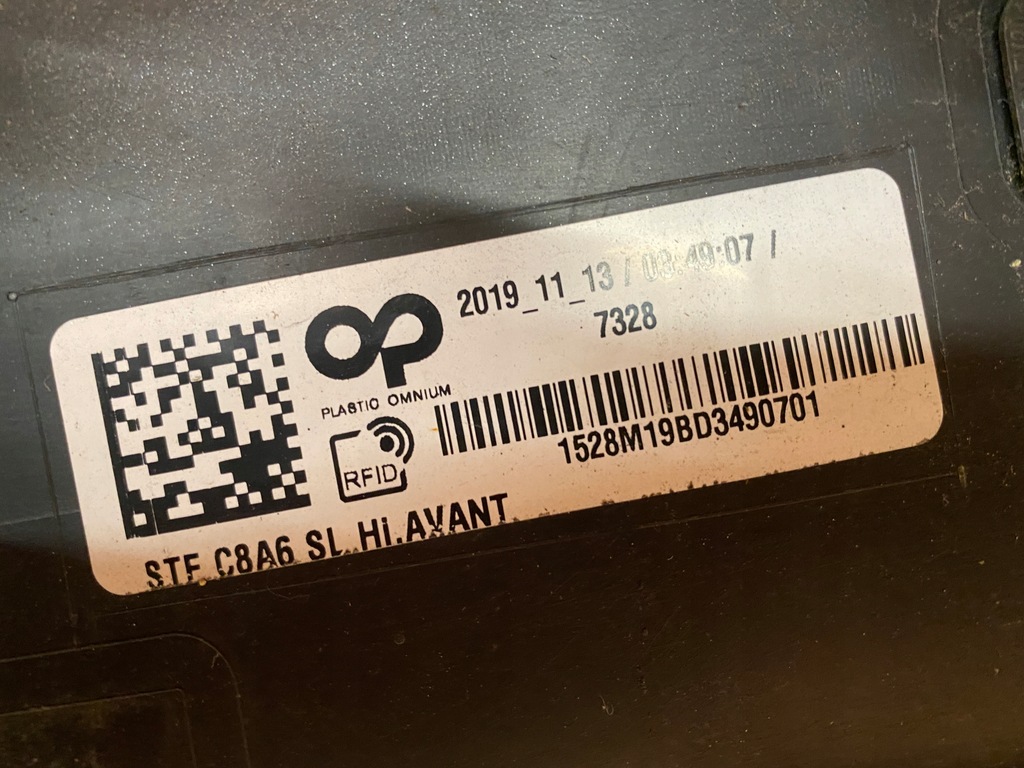 2019_11_13 / 08:49:07 /
7328
PLASTIC OMNIUM
1528M19BD3490701
RFID
STF C8A6 SL Hi.AVANT